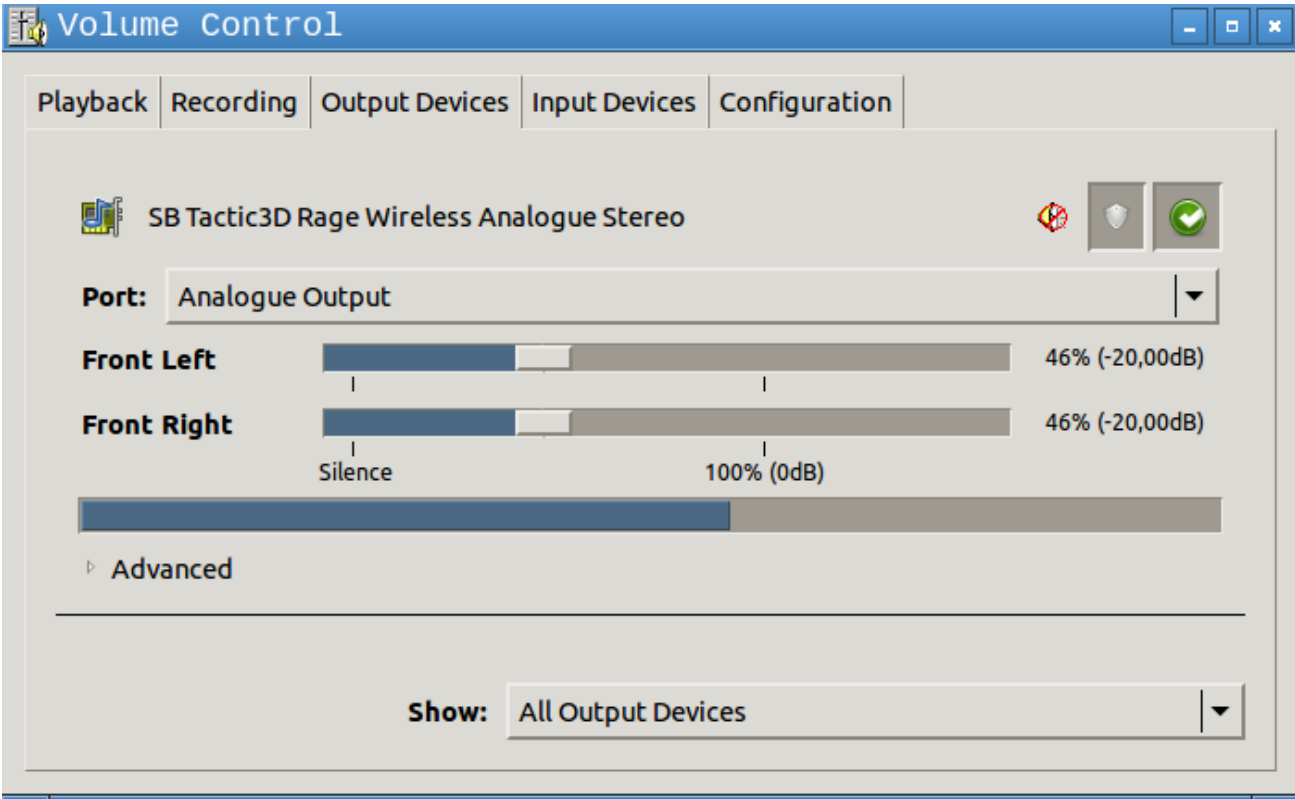 Volume Control
Playback Recording Output Devices Input Devices Configuration
SB Tactic3D Rage Wireless Analogue Stereo
Port: Analogue Output
Front Left 46% (-20,00dB)
Front Right 46% (-20,00dB)
Silence 100% (0dB)
Advanced
Show: All Output Devices